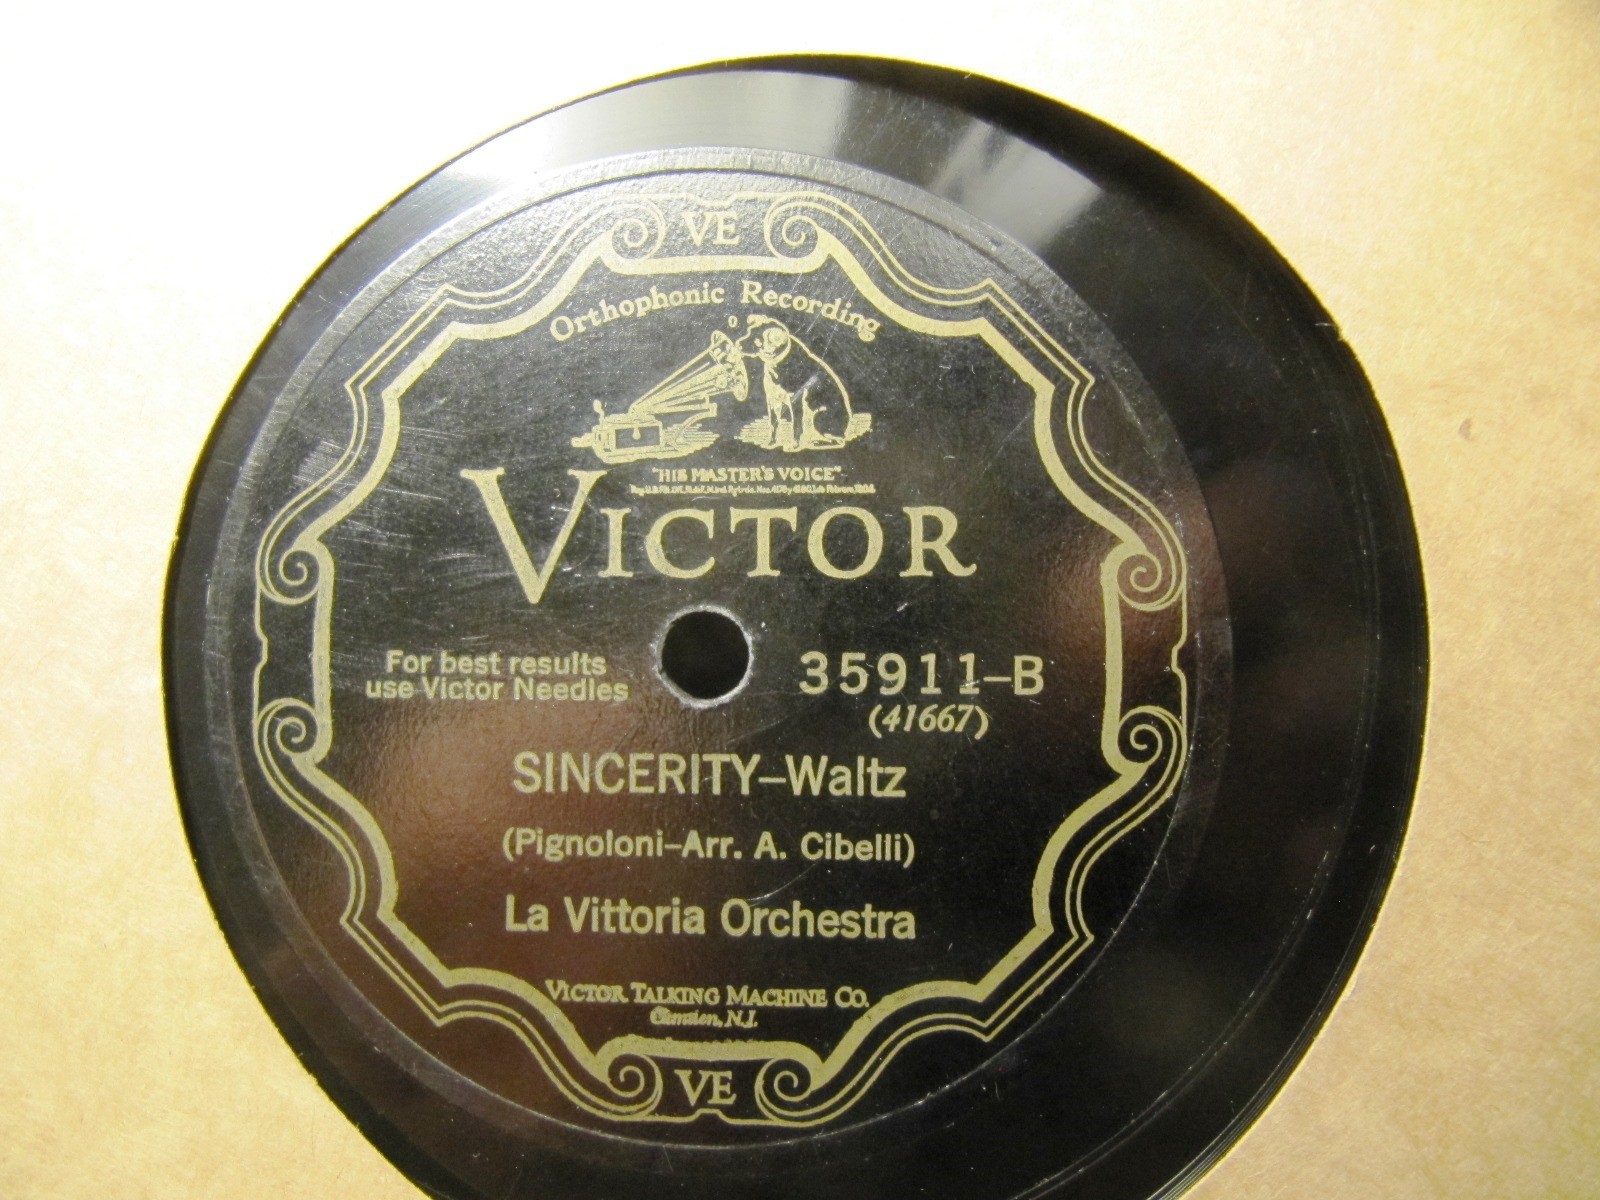 VE
Orthophonic Recording
"HIS MASTER'S VOICE"
VICTOR
For best results
use Victor Needles
35911-B
(41667)
SINCERITY–Waltz
(Pignoloni–Arr. A. Cibelli)
La Vittoria Orchestra
VICTOR TALKING MACHINE CO.
Camden, N.J.
VE